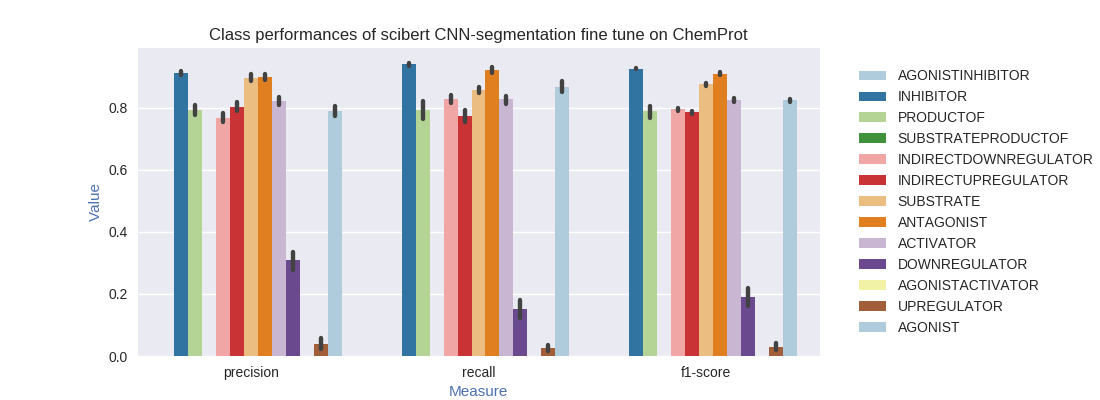 Class performances of scibert CNN-segmentation fine tune on ChemProt
Value
0.8
0.6
0.4
0.2
0.0
precision
recall
f1-score
Measure
AGONISTINHIBITOR
INHIBITOR
PRODUCTOF
SUBSTRATEPRODUCTOF
INDIRECTDOWNREGULATOR
INDIRECTUPREGULATOR
SUBSTRATE
ANTAGONIST
ACTIVATOR
DOWNREGULATOR
AGONISTACTIVATOR
UPREGULATOR
AGONIST